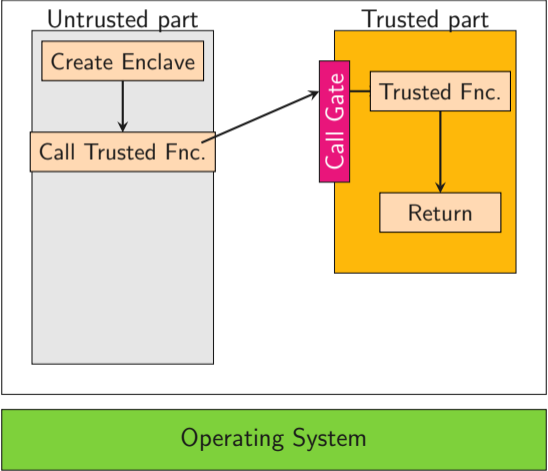 Untrusted part
Trusted part
Create Enclave
Call Trusted Fnc.
Call Gate
Trusted Fnc.
Return
Operating System